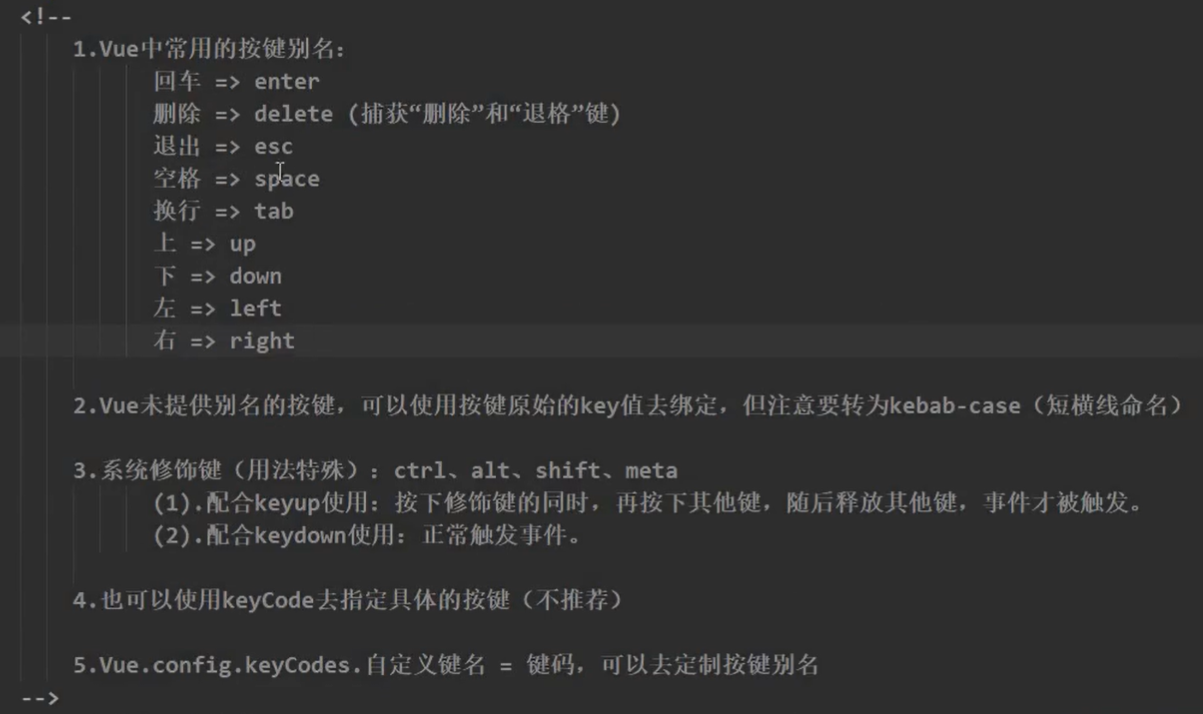 <!--
1.Vue中常用的按键别名：
回车 => enter
删除 => delete (捕获“删除”和“退格”键)
退出 => esc
空格 => space
换行 => tab
上 => up
下 => down
左 => left
右 => right
2.Vue未提供别名的按键，可以使用按键原始的key值去绑定，但注意要转为kebab-case（短横线命名）
3.系统修饰键（用法特殊）：ctrl、alt、shift、meta
(1).配合keyup使用：按下修饰键的同时，再按下其他键，随后释放其他键，事件才被触发。
(2).配合keydown使用：正常触发事件。
4.也可以使用keyCode去指定具体的按键（不推荐）
5.Vue.config.keyCodes.自定义键名 = 键码，可以去定制按键别名
-->